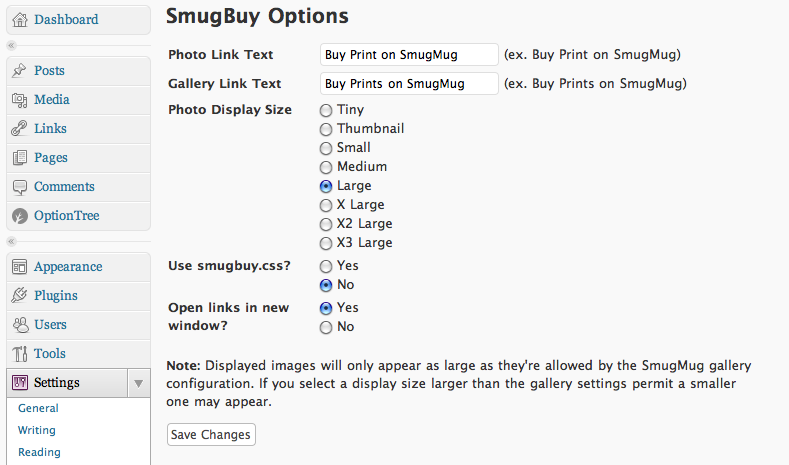 Dashboard
Posts
Media
Links
Pages
Comments
OptionTree
Appearance
Plugins
Users
Tools
Settings
General
Writing
Reading
SmugBuy Options
Photo Link Text Buy Print on SmugMug (ex. Buy Print on SmugMug)
Gallery Link Text Buy Prints on SmugMug (ex. Buy Prints on SmugMug)
Photo Display Size Tiny
Thumbnail
Small
Medium
Large
X Large
X2 Large
X3 Large
Use smugbuy.css? Yes
No
Open links in new Yes
window? No
Note: Displayed images will only appear as large as they're allowed by the SmugMug gallery
configuration. If you select a display size larger than the gallery settings permit a smaller
one may appear.
Save Changes